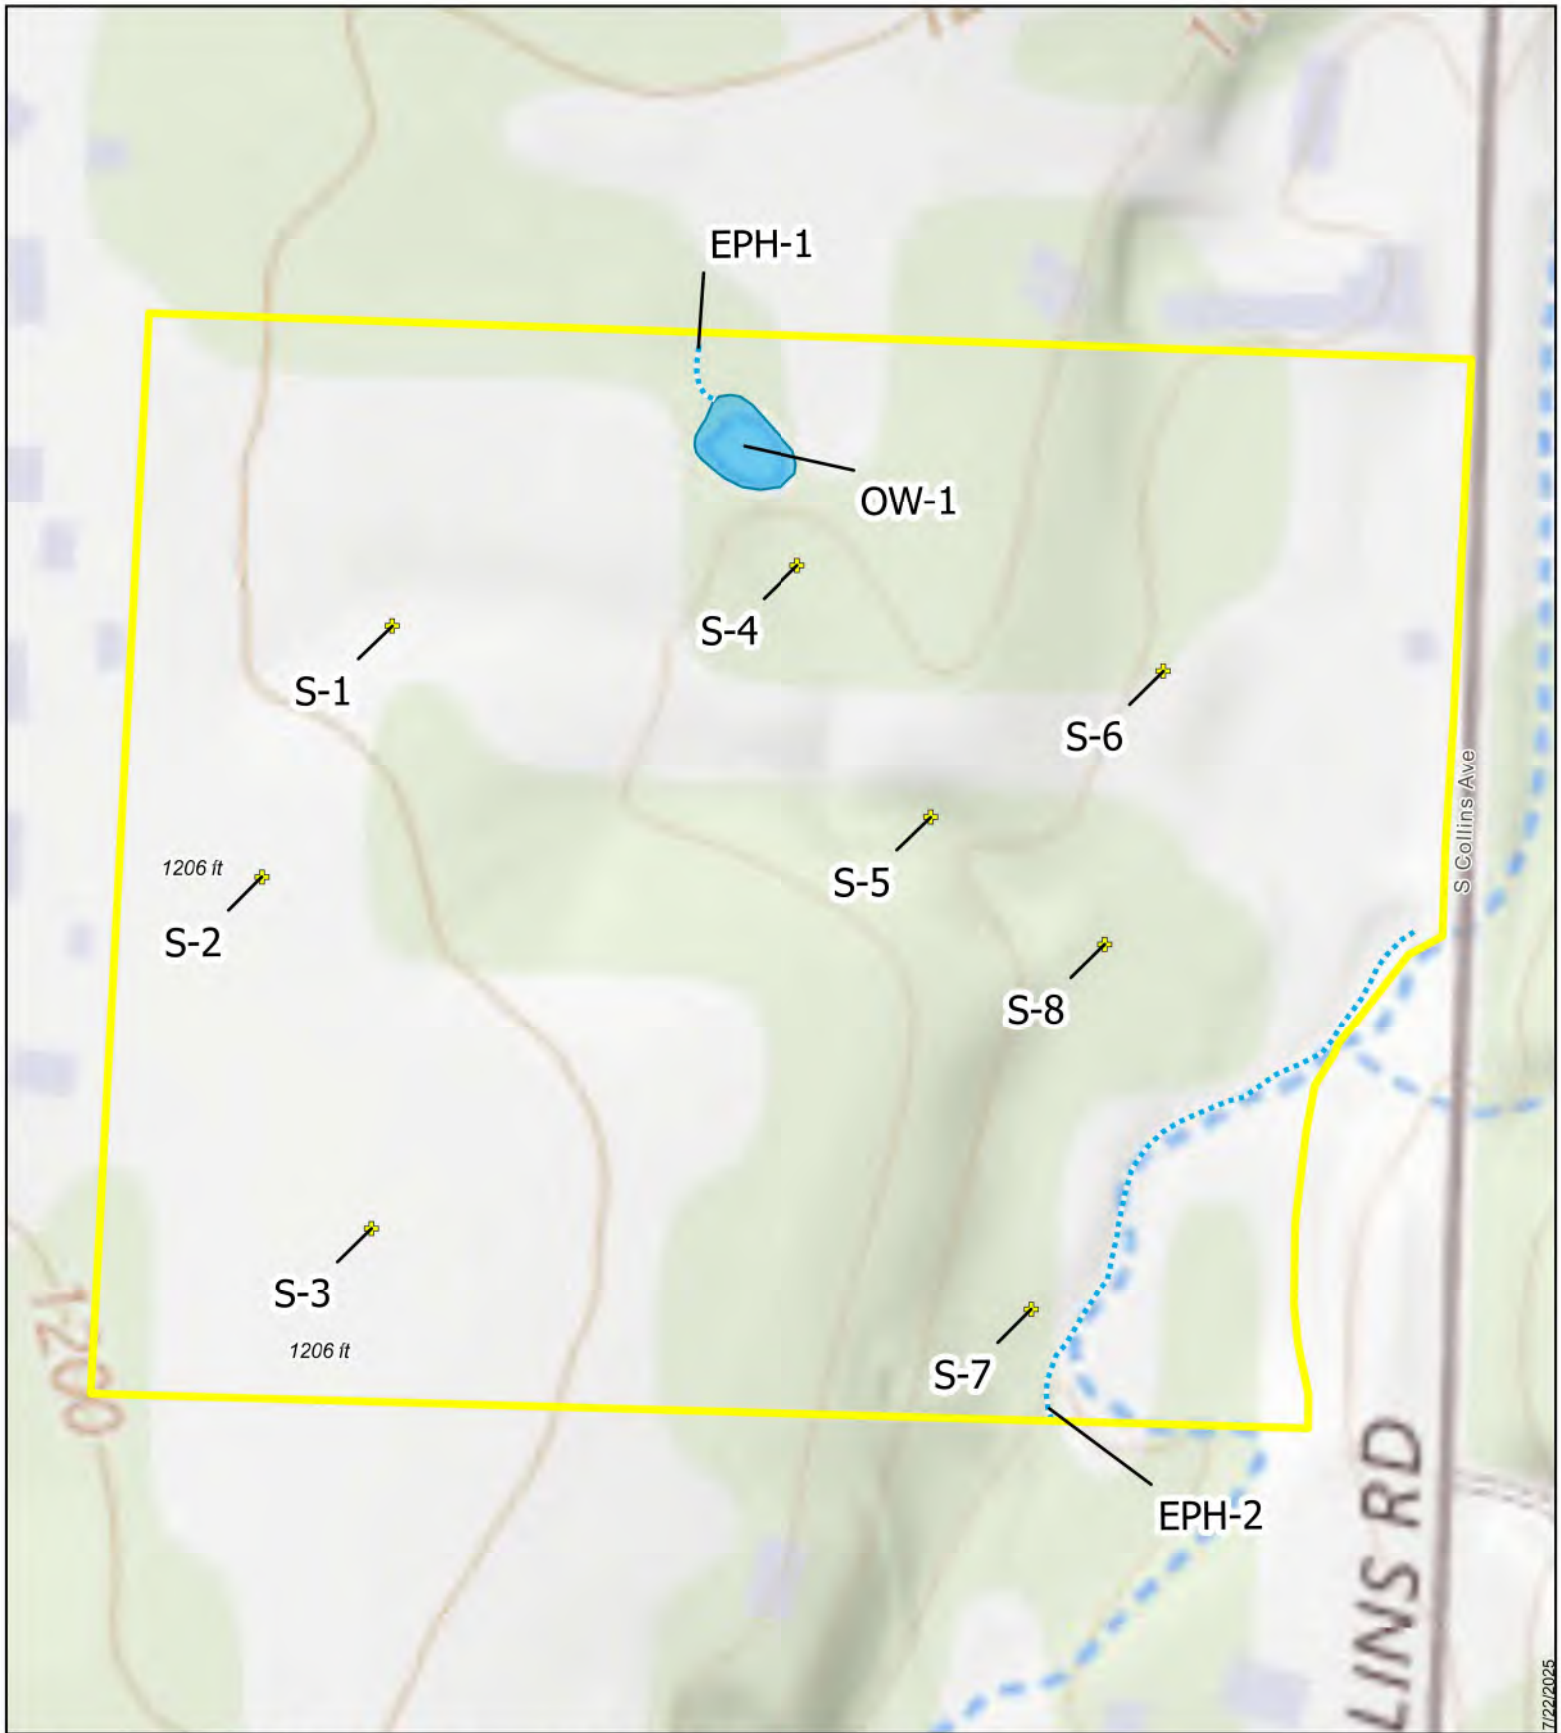 EPH-1
OW-1
S-4
S-1
S-6
S Collins Ave
1206 ft
S-5
S-2
S-8
S-3
1200
1206 ft
S-7
EPH-2
LINS RD
7/22/2025